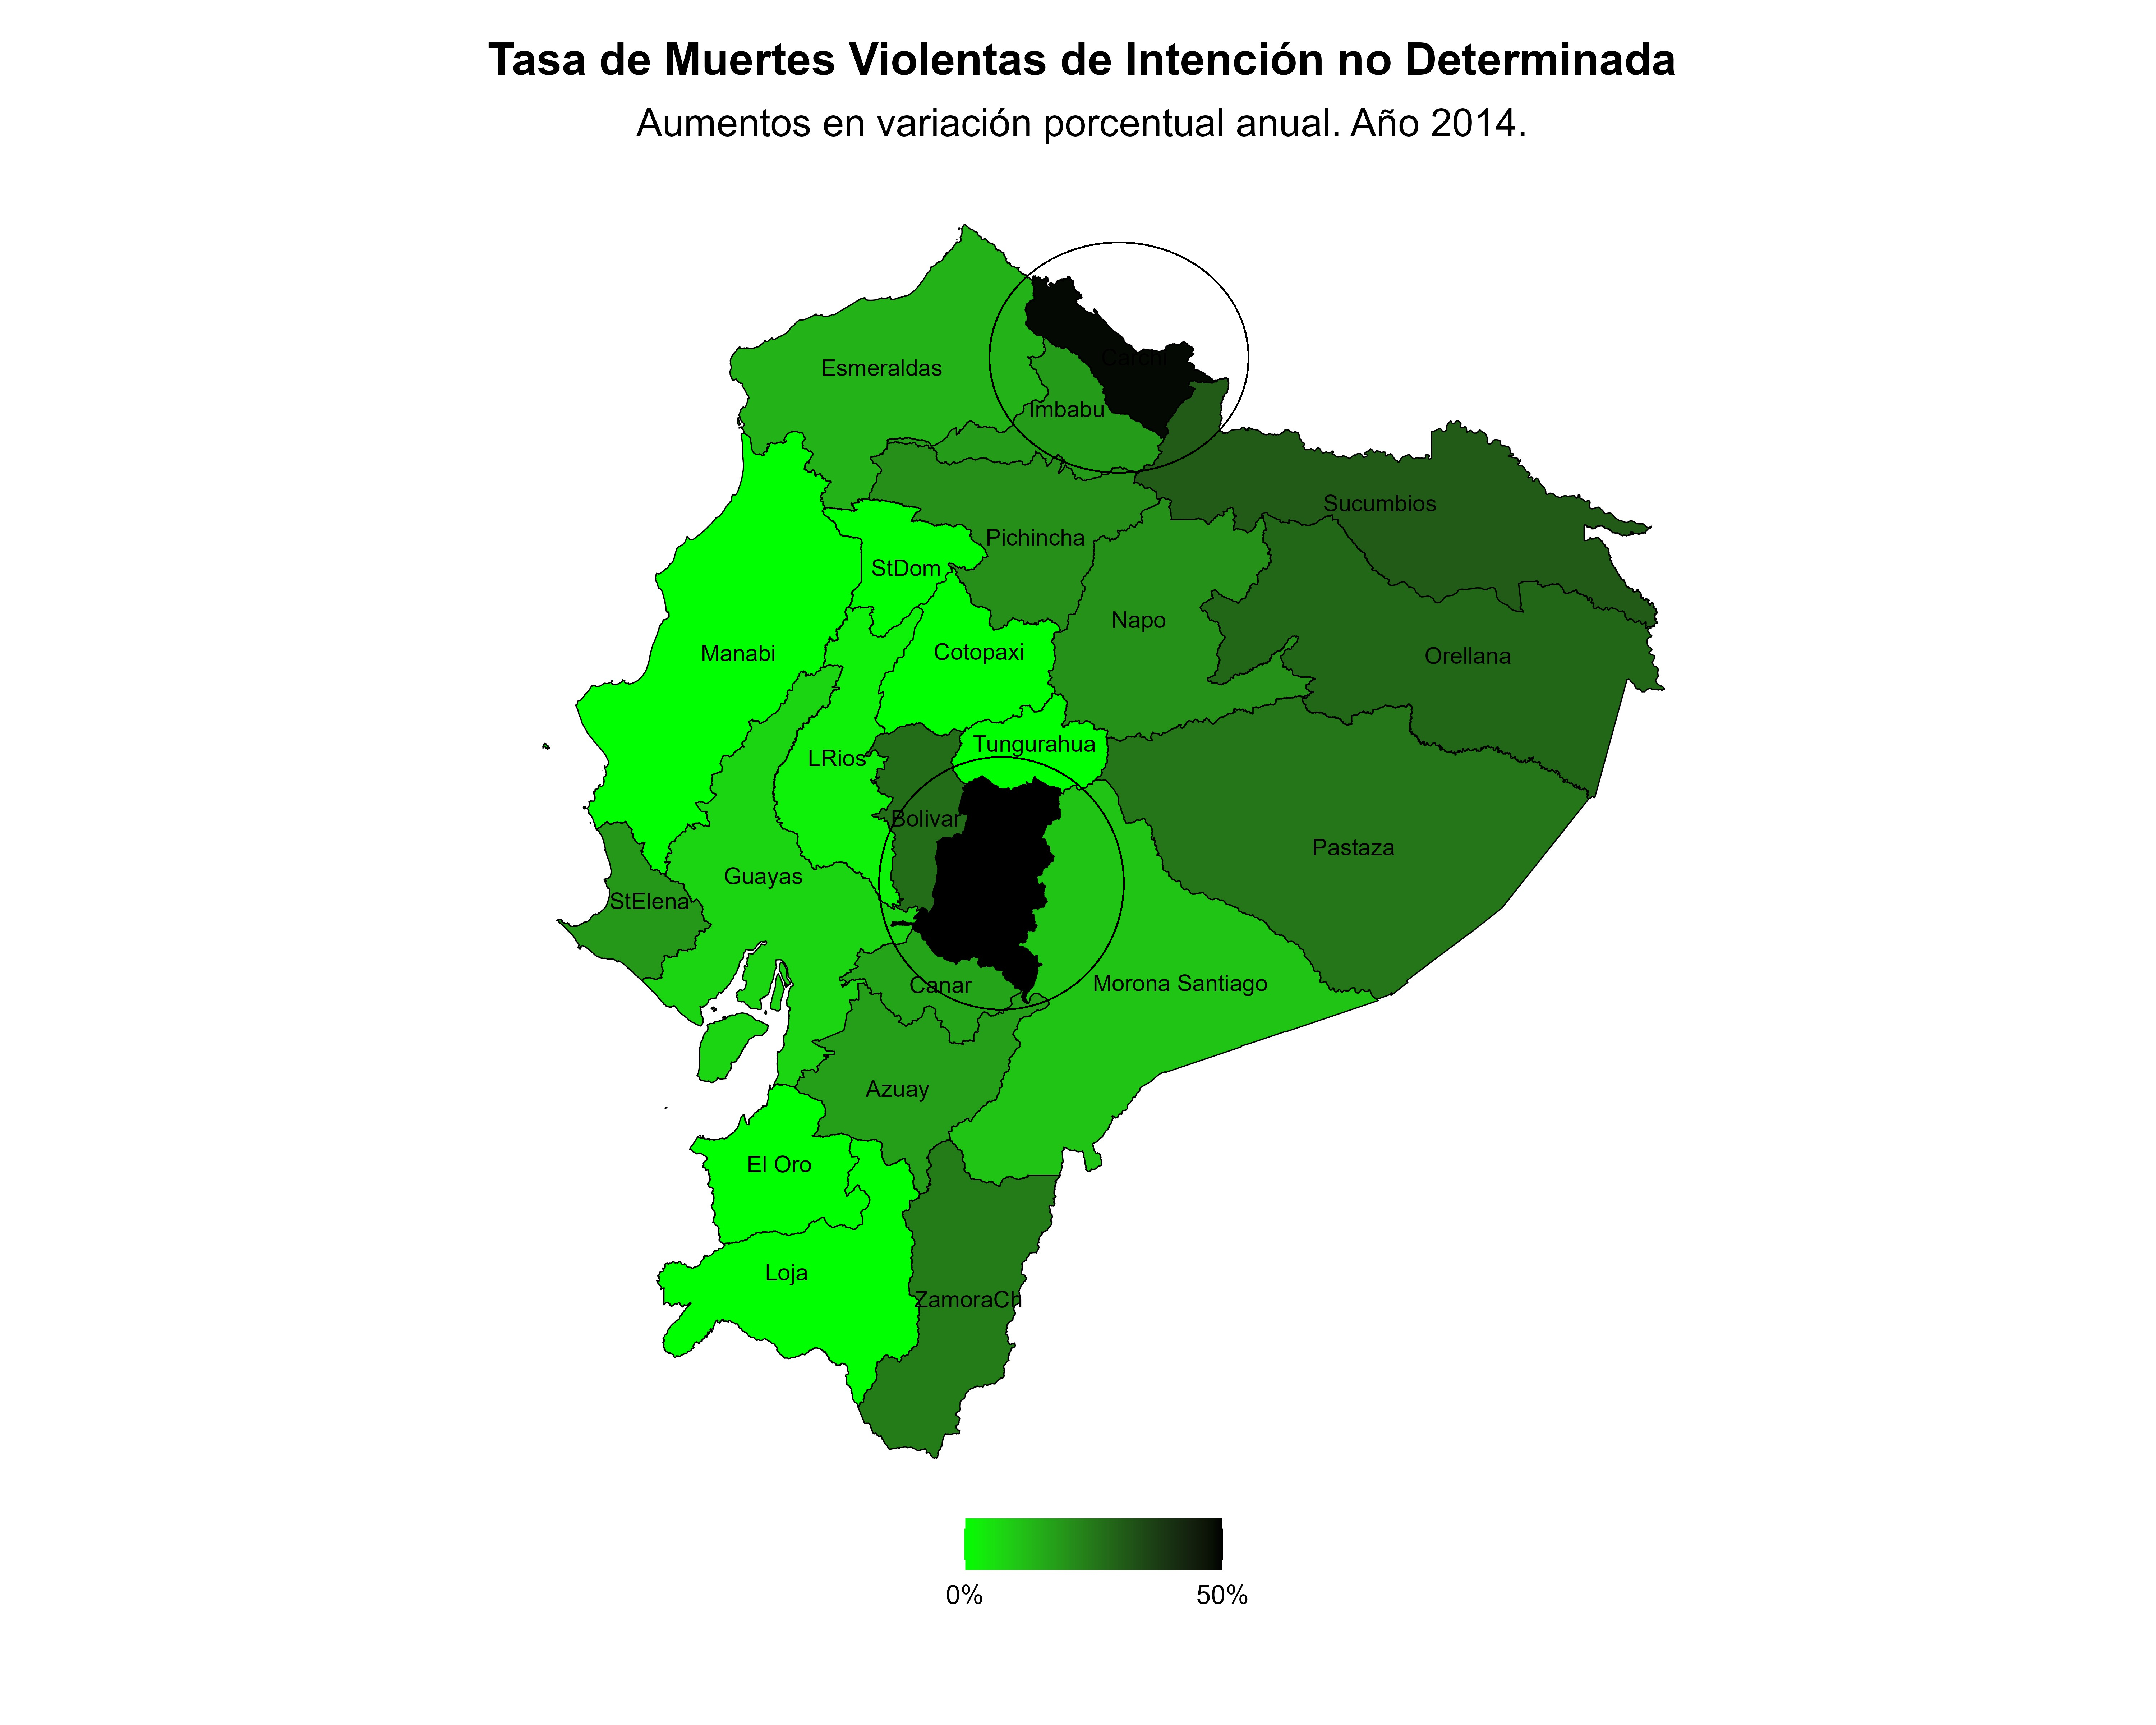 Tasa de Muertes Violentas de Intención no Determinada
Aumentos en variación porcentual anual. Año 2014.
Carchi
Esmeraldas
Imbabu
Sucumbios
Pichincha
StDom
Napo
Cotopaxi
Manabi
Orellana
Tungurahua
LRios
Bolivar
Pastaza
Guayas
StElena
Canar
Morona Santiago
Azuay
El Oro
Loja
ZamoraCh
0%
50%